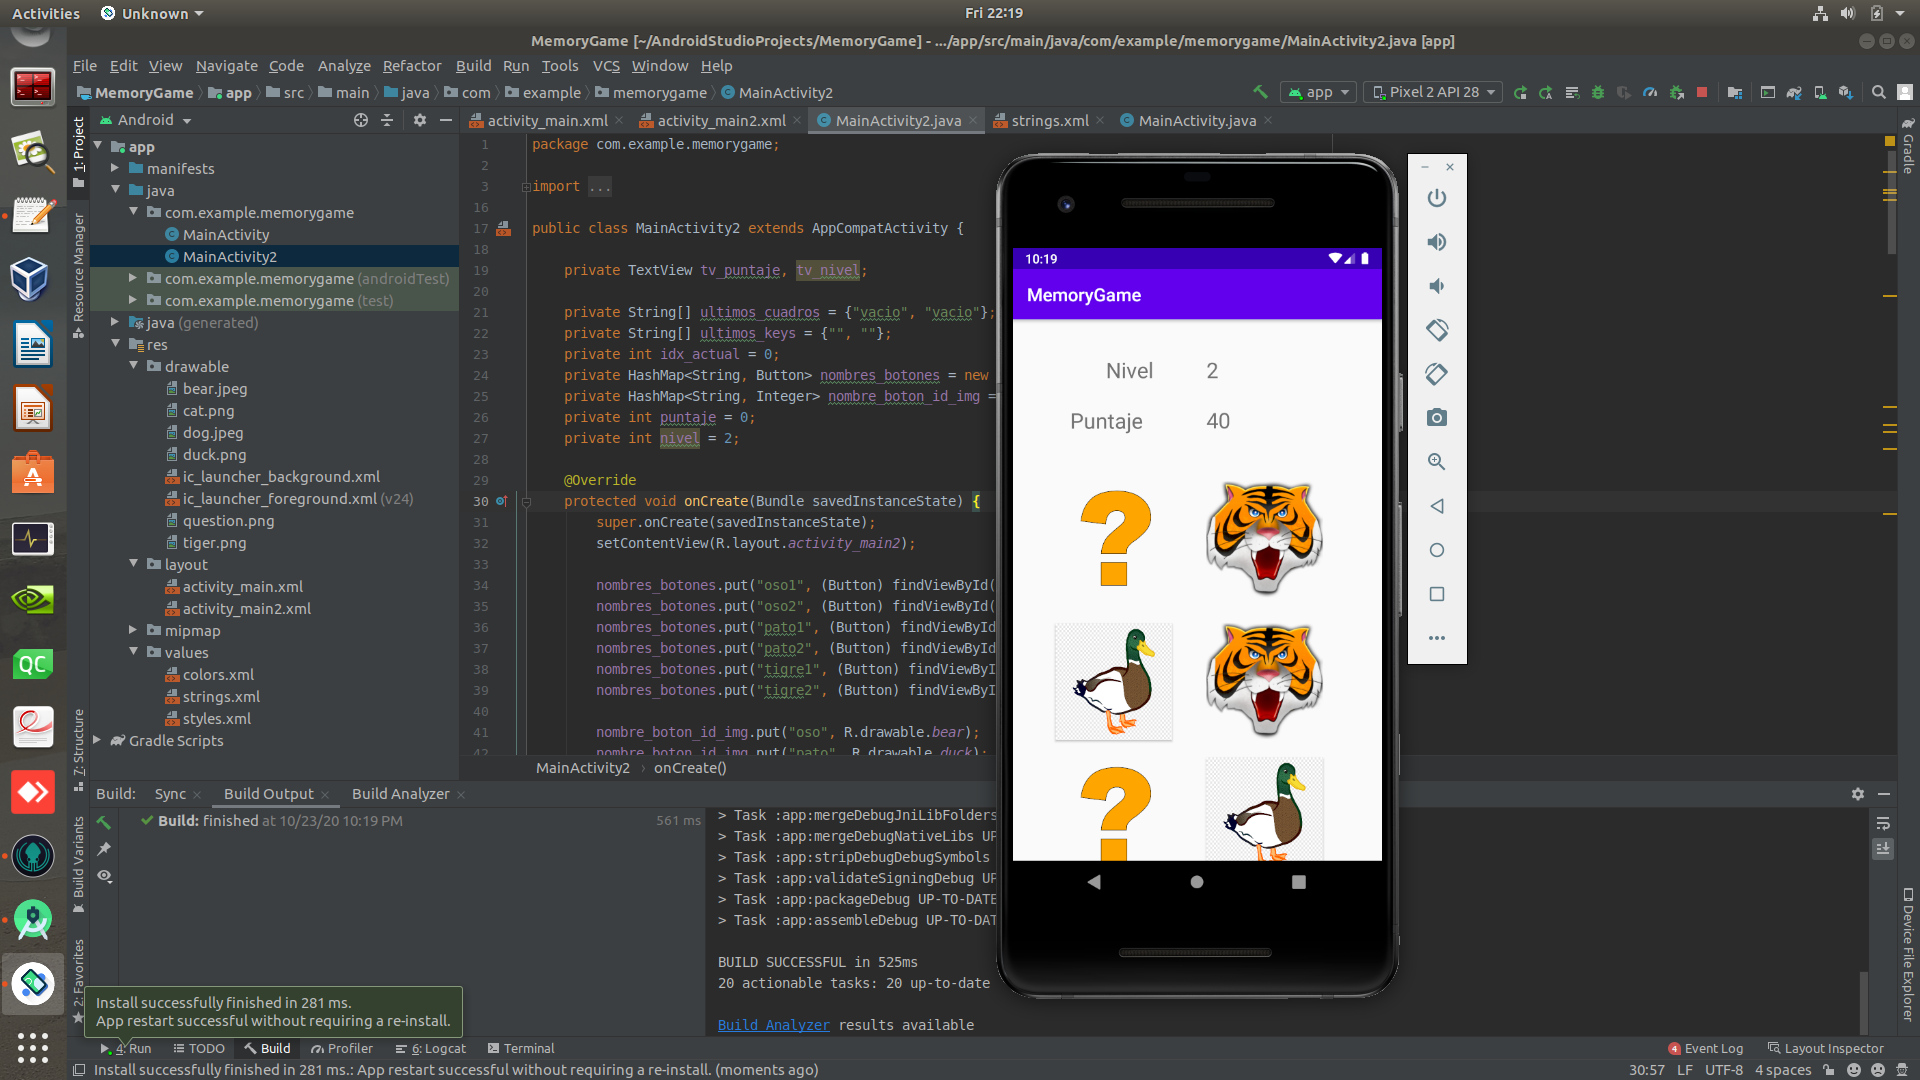 Activities
Unknown
Fri 22:19
MemoryGame [~/AndroidStudioProjects/MemoryGame] - .../app/src/main/java/com/example/memorygame/MainActivity2.java [app]
File Edit View Navigate Code Analyze Refactor Build Run Tools VCS Window Help
MemoryGame app src main java com example memorygame MainActivity2
app
Pixel 2 API 28
Android
activity_main.xml
activity_main2.xml
MainActivity2.java
strings.xml
MainActivity.java
1: Project
Resource Manager
7: Structure
Build Variants
2: Favorites
Gradle
Device File Explorer
app
manifests
java
com.example.memorygame
MainActivity
MainActivity2
com.example.memorygame (androidTest)
com.example.memorygame (test)
java (generated)
res
drawable
bear.jpeg
cat.png
dog.jpeg
duck.png
ic_launcher_background.xml
ic_launcher_foreground.xml (v24)
question.png
tiger.png
layout
activity_main.xml
activity_main2.xml
mipmap
values
colors.xml
strings.xml
styles.xml
Gradle Scripts
1 package com.example.memorygame;
2
3 import ...
16
17 public class MainActivity2 extends AppCompatActivity {
18
19 private TextView tv_puntaje, tv_nivel;
20
21 private String[] ultimos_cuadros = {"vacio", "vacio"};
22 private String[] ultimos_keys = {"", ""};
23 private int idx_actual = 0;
24 private HashMap<String, Button> nombres_botones = new
25 private HashMap<String, Integer> nombre_boton_id_img =
26 private int puntaje = 0;
27 private int nivel = 2;
28
29 @Override
30 protected void onCreate(Bundle savedInstanceState) {
31 super.onCreate(savedInstanceState);
32 setContentView(R.layout.activity_main2);
33
34 nombres_botones.put("oso1", (Button) findViewById(
35 nombres_botones.put("oso2", (Button) findViewById(
36 nombres_botones.put("pato1", (Button) findViewById
37 nombres_botones.put("pato2", (Button) findViewById
38 nombres_botones.put("tigre1", (Button) findViewById
39 nombres_botones.put("tigre2", (Button) findViewById
40
41 nombre_boton_id_img.put("oso", R.drawable.bear);
42 nombre_boton_id_img.put("pato", R.drawable.duck);
MainActivity2 › onCreate()
10:19
MemoryGame
Nivel 2
Puntaje 40
Build:
Sync
Build Output
Build Analyzer
Build: finished at 10/23/20 10:19 PM
561 ms
> Task :app:mergeDebugJniLibFolders
> Task :app:mergeDebugNativeLibs UP
> Task :app:stripDebugDebugSymbols
> Task :app:validateSigningDebug UP
> Task :app:packageDebug UP-TO-DATE
> Task :app:assembleDebug UP-TO-DAT
BUILD SUCCESSFUL in 525ms
20 actionable tasks: 20 up-to-date
Build Analyzer results available
Install successfully finished in 281 ms.
App restart successful without requiring a re-install.
4: Run
TODO
Build
Profiler
6: Logcat
Terminal
4 Event Log
Layout Inspector
Install successfully finished in 281 ms.: App restart successful without requiring a re-install. (moments ago)
30:57 LF UTF-8 4 spaces
QC